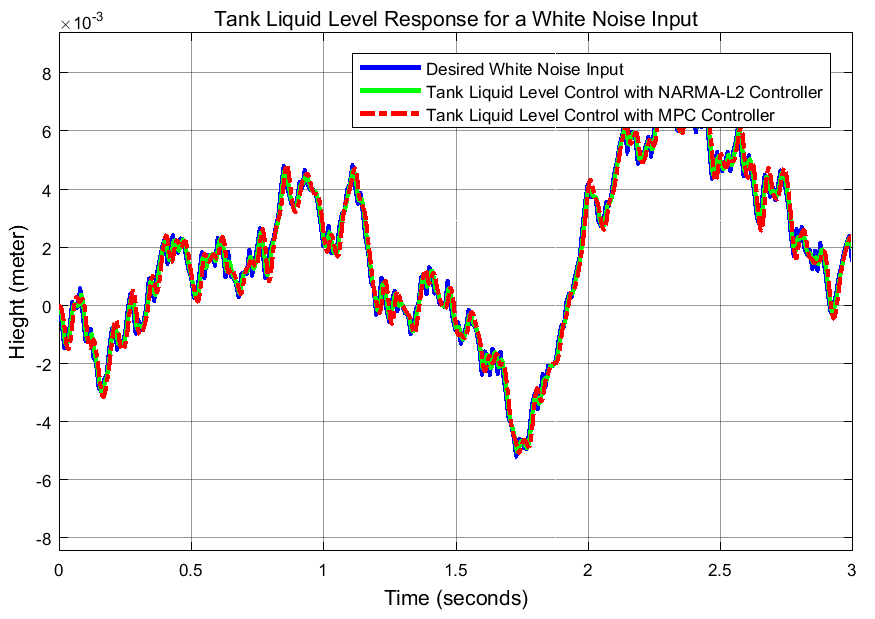 Tank Liquid Level Response for a White Noise Input
×10-3
Desired White Noise Input
Tank Liquid Level Control with NARMA-L2 Controller
Tank Liquid Level Control with MPC Controller
8
6
4
2
0
-2
-4
-6
-8
Hieght (meter)
0 0.5 1 1.5 2 2.5 3
Time (seconds)